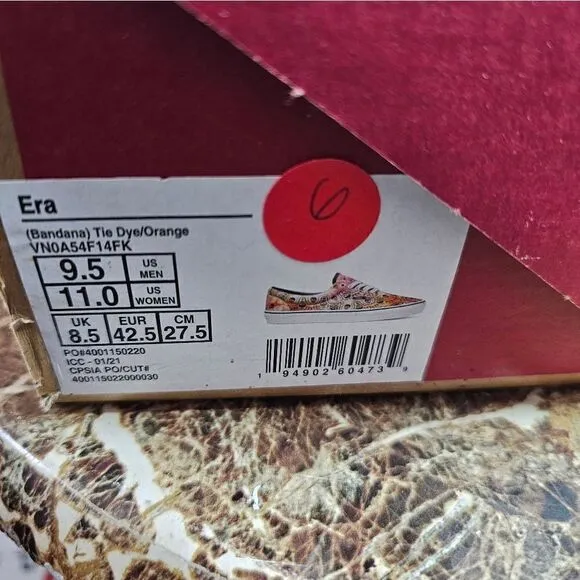 Era
6
(Bandana) Tie Dye/Orange
VN0A54F14FK
9.5 US MEN
11.0 US WOMEN
UK 8.5 EUR 42.5 CM 27.5
PO#4001150220
ICC - 01/21
CPSIA PO/CUT#
400115022000030
1 94902 60473 9